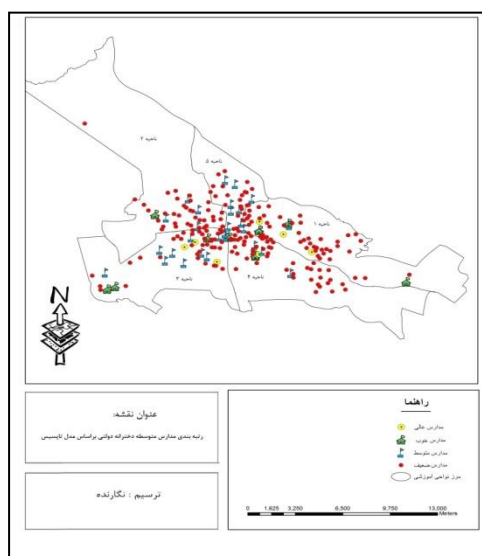 ناحیه ۲
ناحیه ۵
ناحیه ۱
ناحیه ۳
ناحیه ۴
N
عنوان نقشه:
رتبه بندی مدارس متوسطه دخترانه دولتی براساس مدل تاپسیس
ترسیم : نگارنده
راهنما
مدارس عالی
مدارس خوب
مدارس متوسط
مدارس ضعیف
مرز نواحی آموزشی
0 1,625 3,250 6,500 9,750 13,000
Meters